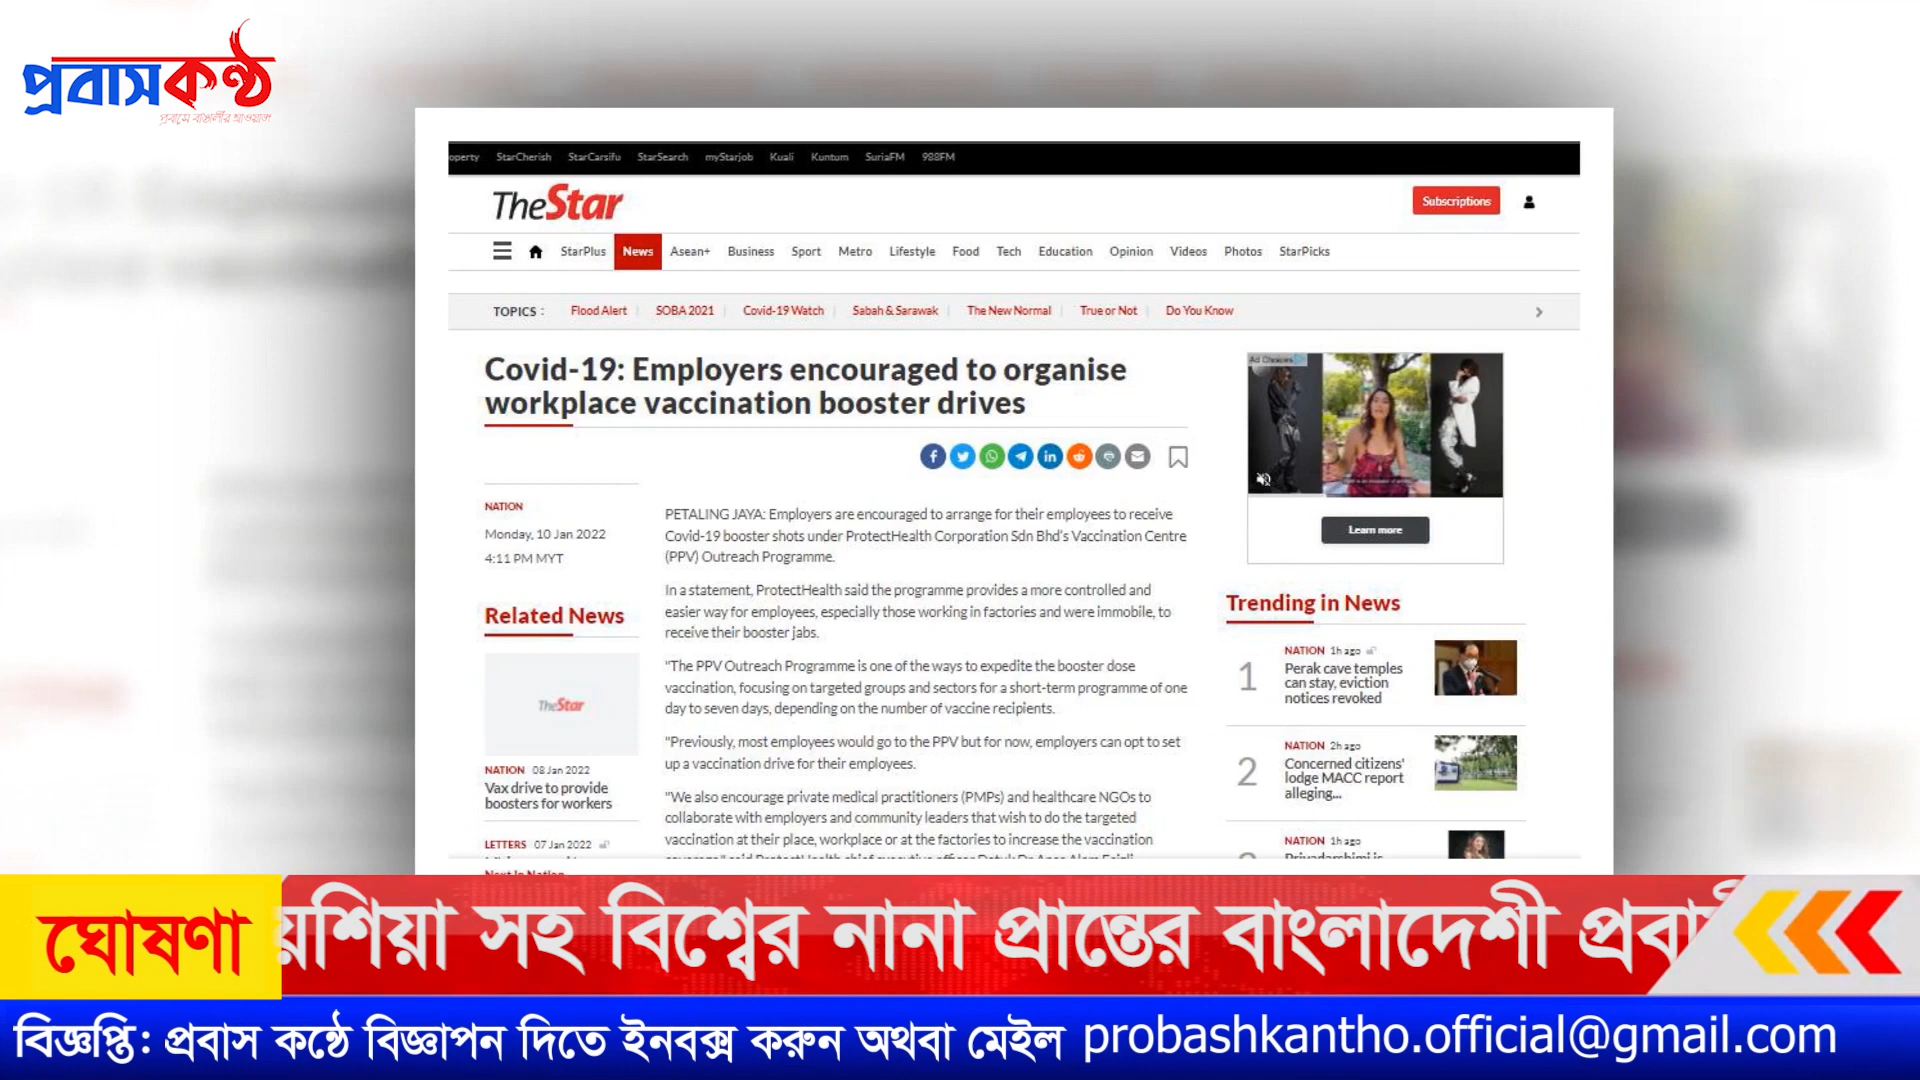 প্রবাসকণ্ঠ
প্রবাসে বাঙালীর আওয়াজ
operty StarCherish StarCarsifu StarSearch myStarjob Kuali Kuntum SuriaFM 988FM
TheStar
Subscriptions
StarPlus News Asean+ Business Sport Metro Lifestyle Food Tech Education Opinion Videos Photos StarPicks
TOPICS : Flood Alert SOBA 2021 Covid-19 Watch Sabah & Sarawak The New Normal True or Not Do You Know
Covid-19: Employers encouraged to organise
workplace vaccination booster drives
NATION
Monday, 10 Jan 2022
4:11 PM MYT
Related News
TheStar
NATION 08 Jan 2022
Vax drive to provide
boosters for workers
LETTERS 07 Jan 2022
Next In Nation
PETALING JAYA: Employers are encouraged to arrange for their employees to receive
Covid-19 booster shots under ProtectHealth Corporation Sdn Bhd's Vaccination Centre
(PPV) Outreach Programme.
In a statement, ProtectHealth said the programme provides a more controlled and
easier way for employees, especially those working in factories and were immobile, to
receive their booster jabs.
"The PPV Outreach Programme is one of the ways to expedite the booster dose
vaccination, focusing on targeted groups and sectors for a short-term programme of one
day to seven days, depending on the number of vaccine recipients.
"Previously, most employees would go to the PPV but for now, employers can opt to set
up a vaccination drive for their employees.
"We also encourage private medical practitioners (PMPs) and healthcare NGOs to
collaborate with employers and community leaders that wish to do the targeted
vaccination at their place, workplace or at the factories to increase the vaccination
Ad Choices
Learn more
Trending in News
1
NATION 1h ago
Perak cave temples
can stay, eviction
notices revoked
2
NATION 2h ago
Concerned citizens'
lodge MACC report
alleging...
NATION 1h ago
ঘোষণা
য়শিয়া সহ বিশ্বের নানা প্রান্তের বাংলাদেশী প্রবাসী
বিজ্ঞপ্তি: প্রবাস কন্ঠে বিজ্ঞাপন দিতে ইনবক্স করুন অথবা মেইল probashkantho.official@gmail.com